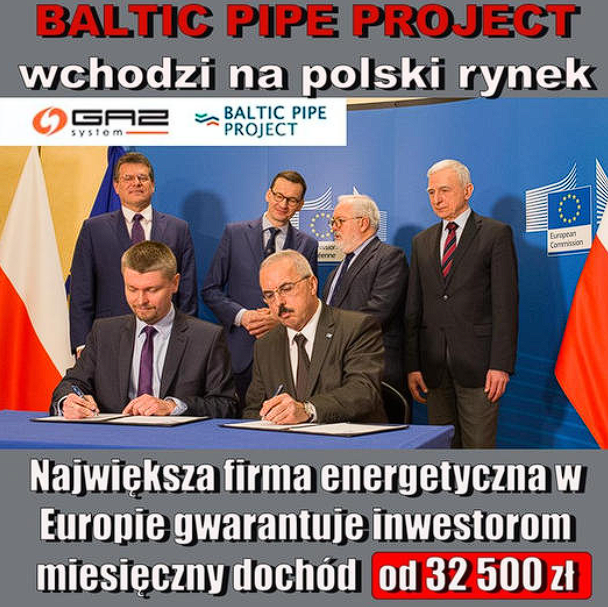 BALTIC PIPE PROJECT
wchodzi na polski rynek
GAZ
system
BALTIC PIPE
PROJECT
European
Commission
Największa firma energetyczna w
Europie gwarantuje inwestorom
miesięczny dochód od 32 500 zł